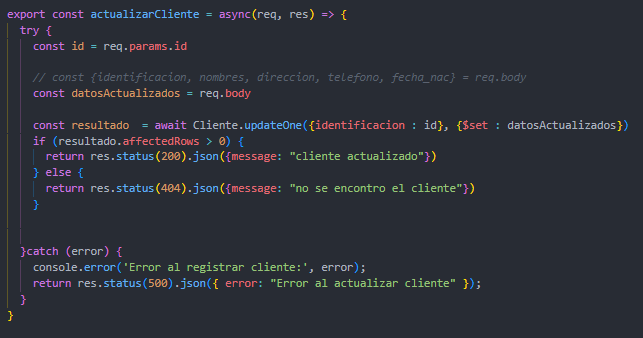 export const actualizarCliente = async(req, res) => {
  try {
    const id = req.params.id

    // const {identificacion, nombres, direccion, telefono, fecha_nac} = req.body
    const datosActualizados = req.body

    const resultado  = await Cliente.updateOne({identificacion : id}, {$set : datosActualizados})
    if (resultado.affectedRows > 0) {
      return res.status(200).json({message: "cliente actualizado"})
    } else {
      return res.status(404).json({message: "no se encontro el cliente"})
    }


  }catch (error) {
    console.error('Error al registrar cliente:', error);
    return res.status(500).json({ error: "Error al actualizar cliente" });
  }
}